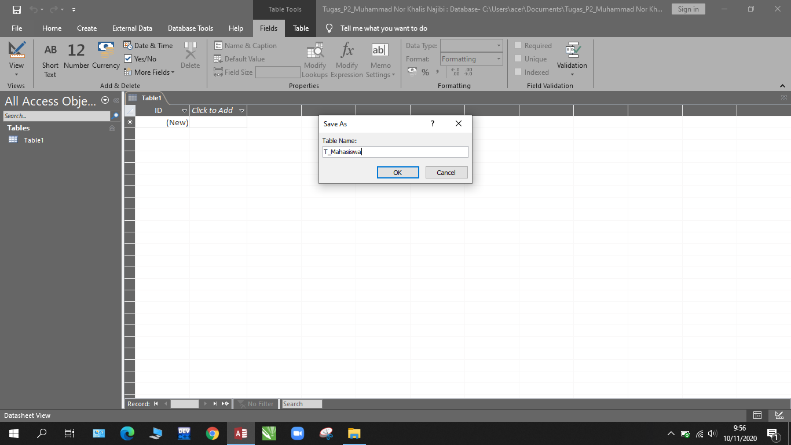 Table Tools
Tugas_P2_Muhammad Nor Khalis Najibi : Database- C:\Users\acer\Documents\Tugas_P2_Muhammad Nor Kh...
Sign in
File Home Create External Data Database Tools Help Fields Table Tell me what you want to do
AB Short Text
12 Number
Currency
Date & Time
Yes/No
More Fields
Delete
Name & Caption
Default Value
Field Size
Modify Lookups
Modify Expression
ab Memo Settings
Data Type:
Format: Formatting
%
Required
Unique
Indexed
Validation
View
Views
Add & Delete
Properties
Formatting
Field Validation
All Access Obje...
Search...
Tables
Table1
Table1
ID Click to Add
(New)
Save As ?
Table Name:
T_Mahasiswa
OK Cancel
Record: No Filter Search
Datasheet View
DEV
9:56
10/11/2020
1